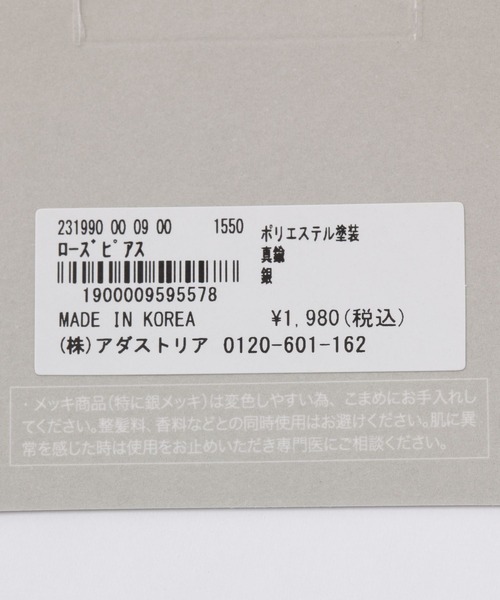 231990 00 09 00 1550
ローズピアス
ポリエステル塗装
真鍮
銀
1900009595578
MADE IN KOREA ¥1,980(税込)
(株)アダストリア 0120-601-162
・メッキ商品(特に銀メッキ)は変色しやすい為、こまめにお手入れし
てください。整髪料、香料などとの同時使用はお避けください。肌に異
常を感じた時は使用をお止めいただき専門医にご相談ください。